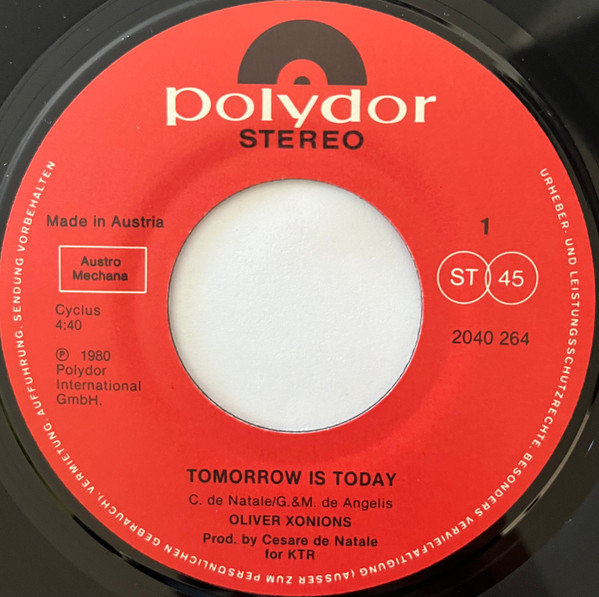 polydor
STEREO
Made in Austria
1
Austro
Mechana
ST 45
Cyclus
4:40
2040 264
℗ 1980
Polydor
International
GmbH.
TOMORROW IS TODAY
C. de Natale/G.&M. de Angelis
OLIVER XONIONS
Prod. by Cesare de Natale
for KTR
URHEBER- UND LEISTUNGSSCHUTZRECHTE, BESONDERS VERVIELFÄLTIGUNG (AUSSER ZUM PERSÖNLICHEN GEBRAUCH), VERMIETUNG, AUFFÜHRUNG, SENDUNG VORBEHALTEN